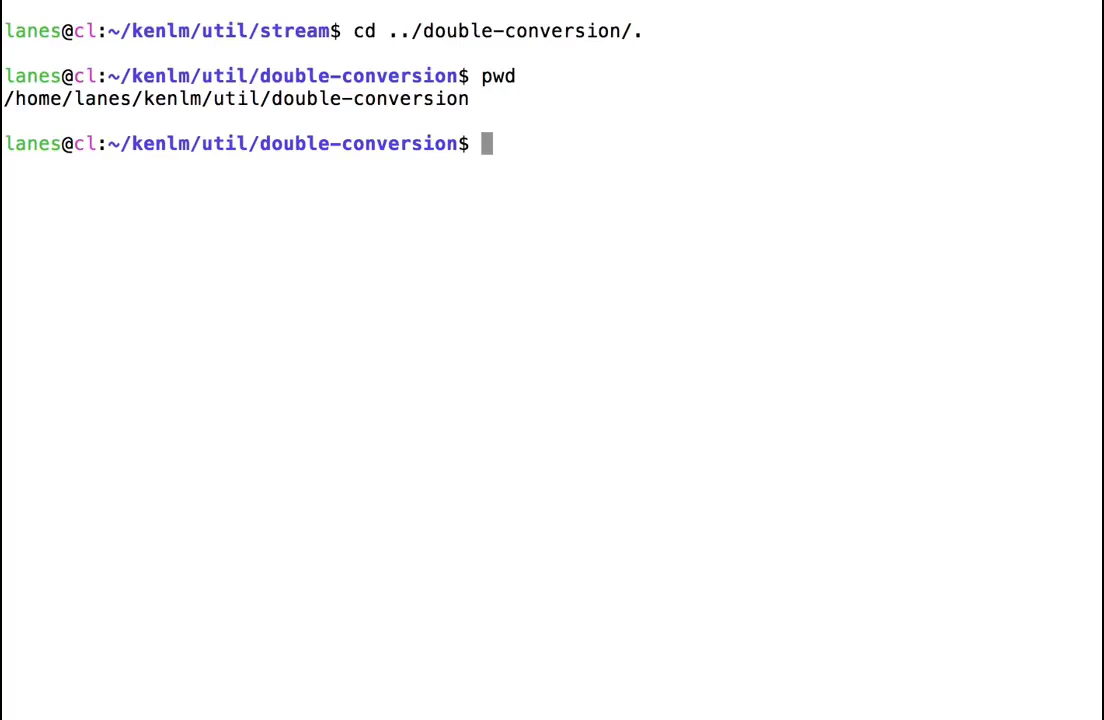 lanes@cl:~/kenlm/util/stream$ cd ../double-conversion/.
lanes@cl:~/kenlm/util/double-conversion$ pwd
/home/lanes/kenlm/util/double-conversion
lanes@cl:~/kenlm/util/double-conversion$